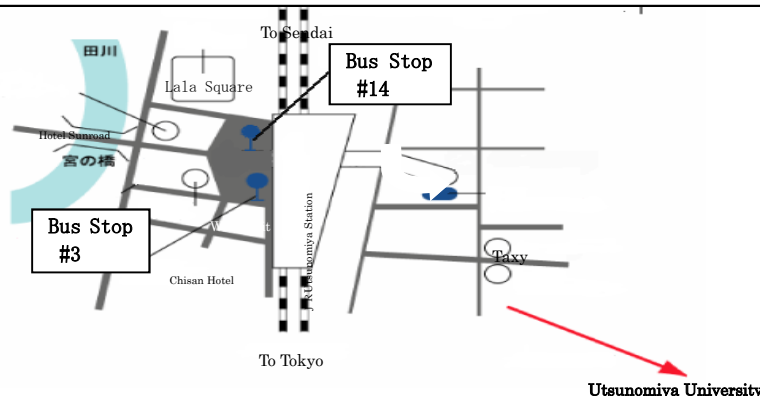 To Sendai
田川
Bus Stop
#14
Lala Square
Hotel Sunroad
宮の橋
Bus Stop
#3
J R Utsunomiya Station
Taxy
Chisan Hotel
To Tokyo
Utsunomiya University